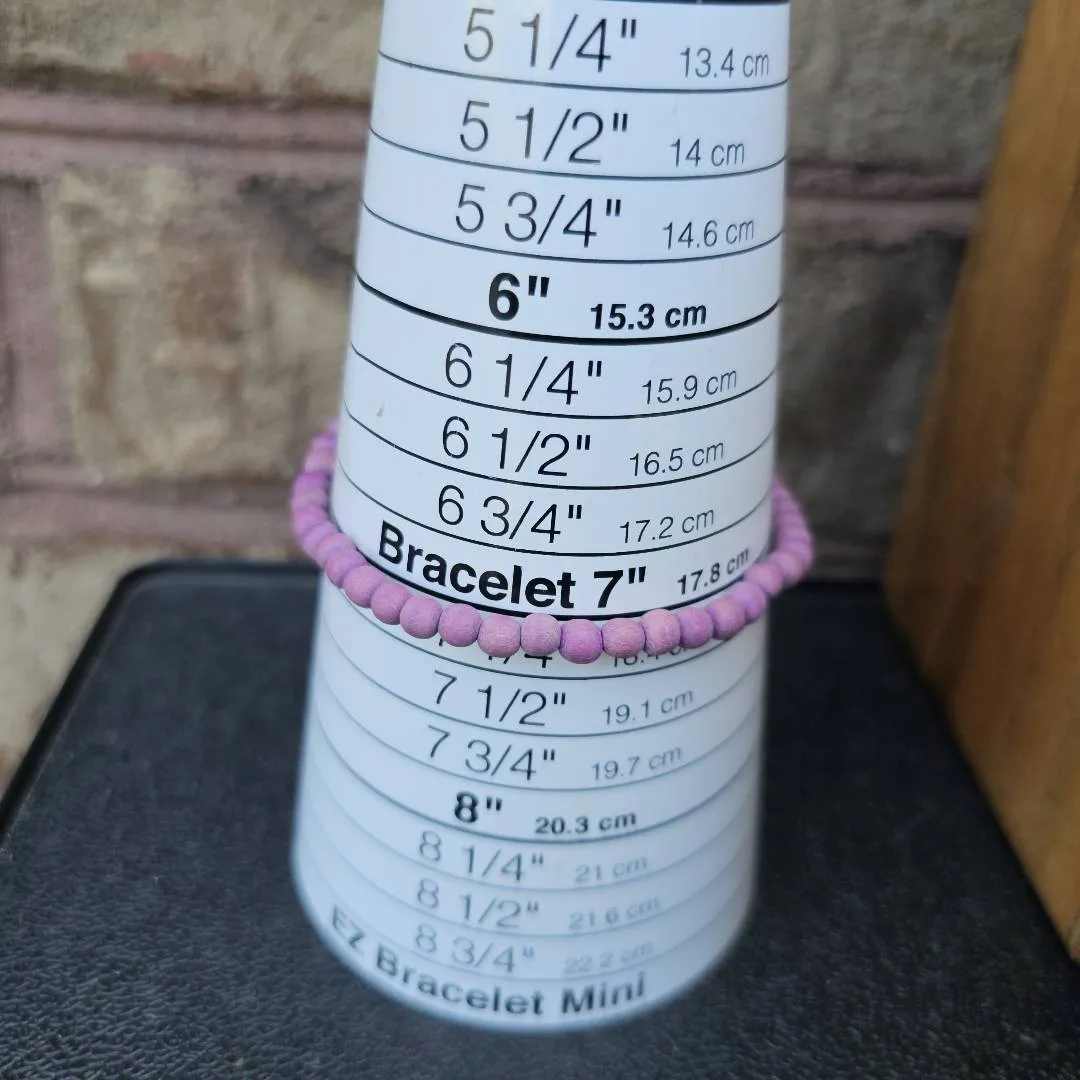 5 1/4" 13.4 cm
5 1/2" 14 cm
5 3/4" 14.6 cm
6" 15.3 cm
6 1/4" 15.9 cm
6 1/2" 16.5 cm
6 3/4" 17.2 cm
Bracelet 7" 17.8 cm
1/4
7 1/2" 19.1 cm
7 3/4" 19.7 cm
8" 20.3 cm
8 1/4" 21 cm
8 1/2" 21.6 cm
8 3/4" 22.2 cm
EZ Bracelet Mini